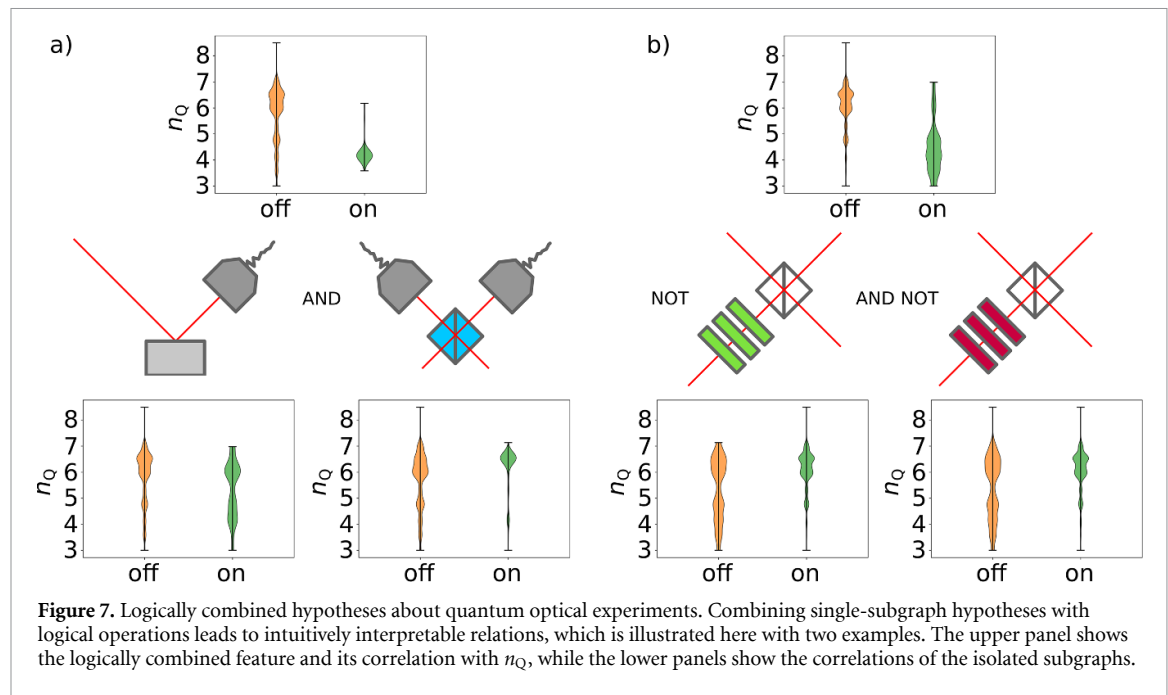 a)
8
7
6
5
4
3
n_Q
off on
AND
8
7
6
5
4
3
n_Q
off on
8
7
6
5
4
3
n_Q
off on
b)
8
7
6
5
4
3
n_Q
off on
NOT
AND NOT
8
7
6
5
4
3
n_Q
off on
8
7
6
5
4
3
n_Q
off on
Figure 7. Logically combined hypotheses about quantum optical experiments. Combining single-subgraph hypotheses with
logical operations leads to intuitively interpretable relations, which is illustrated here with two examples. The upper panel shows
the logically combined feature and its correlation with n_Q, while the lower panels show the correlations of the isolated subgraphs.